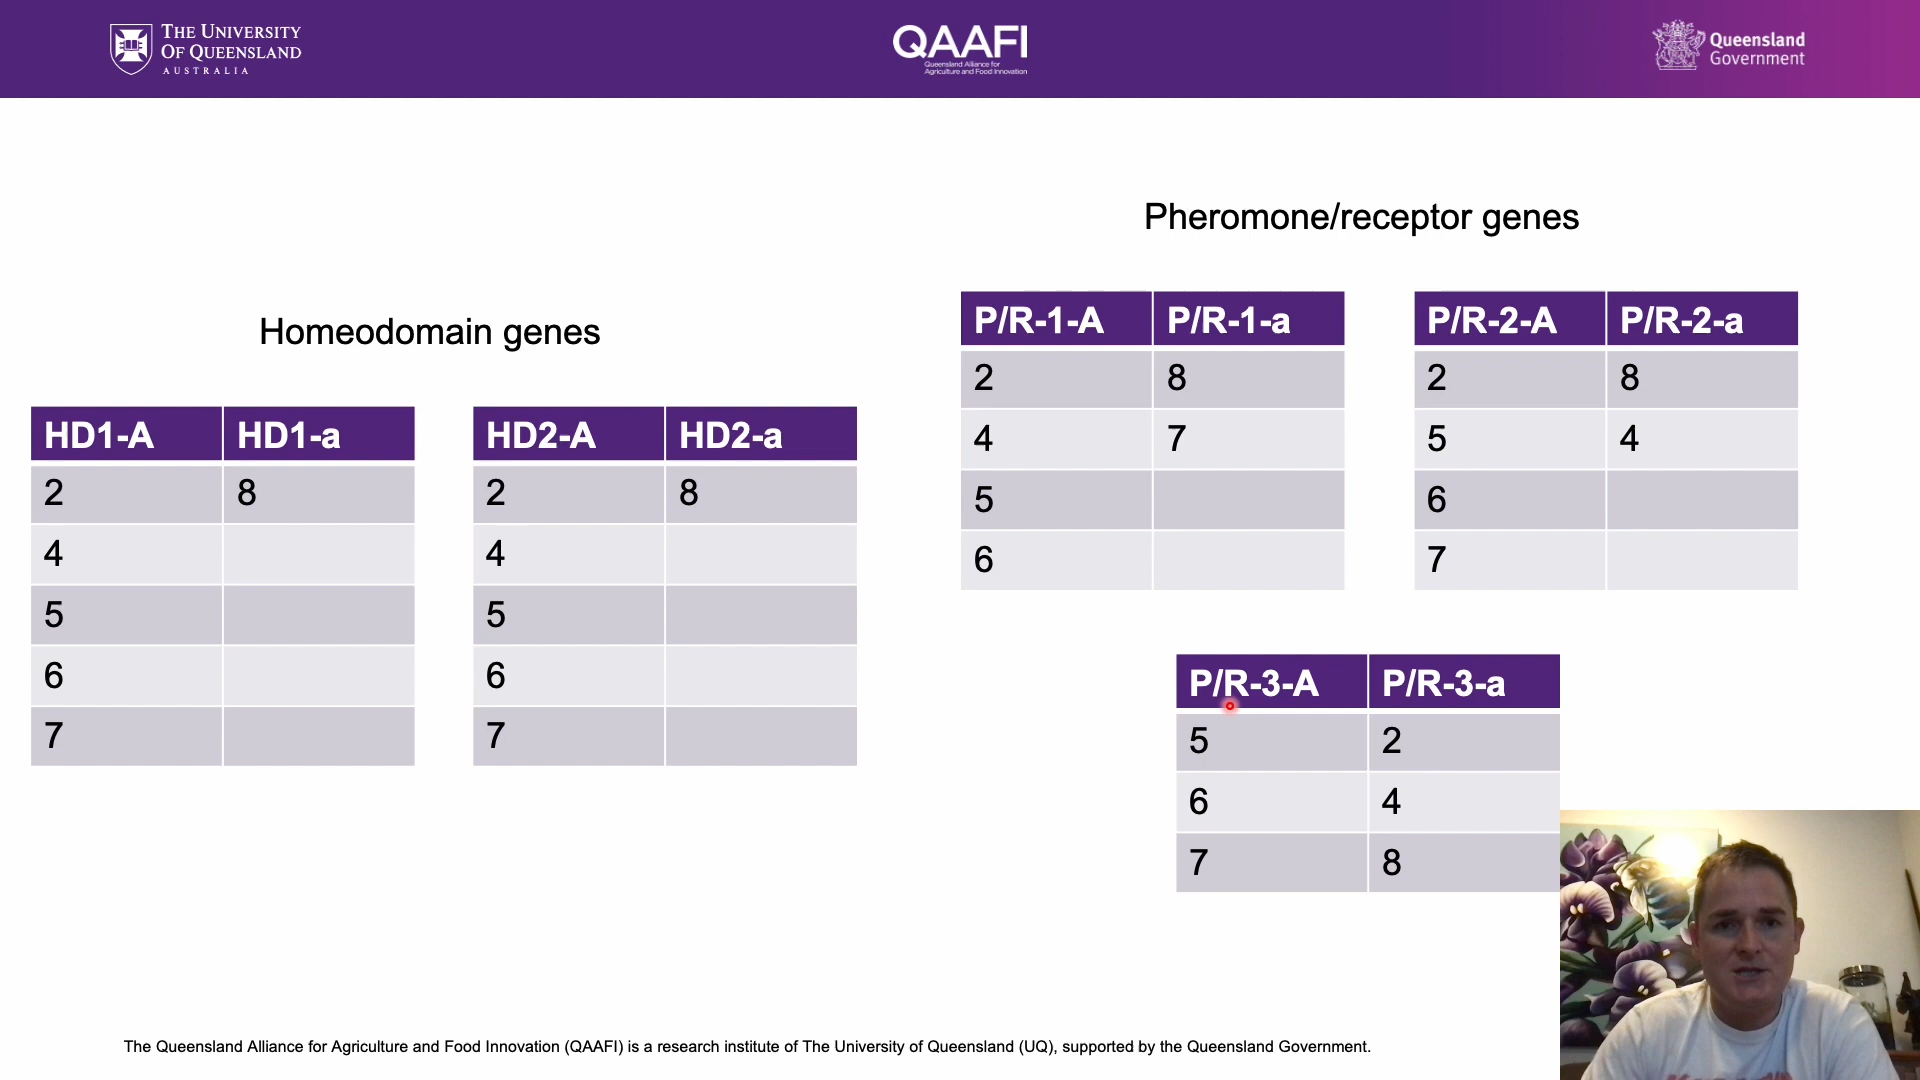 THE UNIVERSITY
OF QUEENSLAND
AUSTRALIA
QAAFI
Queensland Alliance for
Agriculture and Food Innovation
Queensland
Government
Pheromone/receptor genes
Homeodomain genes
P/R-1-A P/R-1-a
2 8
4 7
5
6
P/R-2-A P/R-2-a
2 8
5 4
6
7
HD1-A HD1-a
2 8
4
5
6
7
HD2-A HD2-a
2 8
4
5
6
7
P/R-3-A P/R-3-a
5 2
6 4
7 8
The Queensland Alliance for Agriculture and Food Innovation (QAAFI) is a research institute of The University of Queensland (UQ), supported by the Queensland Government.